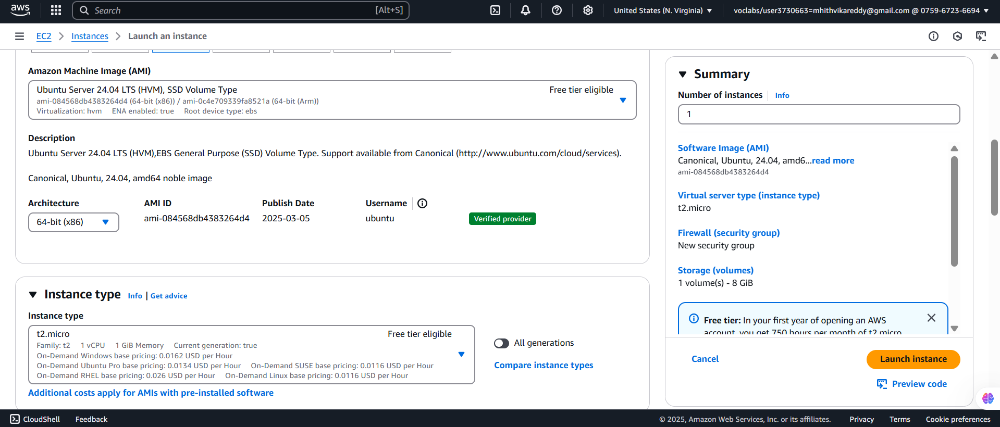 aws
Search
[Alt+S]
United States (N. Virginia)
voclabs/user3730663=mhithvikareddy@gmail.com @ 0759-6723-6694
EC2
Instances
Launch an instance
Amazon Machine Image (AMI)
Ubuntu Server 24.04 LTS (HVM), SSD Volume Type
Free tier eligible
ami-084568db4383264d4 (64-bit (x86)) / ami-0c4e709339fa8521a (64-bit (Arm))
Virtualization: hvm ENA enabled: true Root device type: ebs
Description
Ubuntu Server 24.04 LTS (HVM),EBS General Purpose (SSD) Volume Type. Support available from Canonical (http://www.ubuntu.com/cloud/services).
Canonical, Ubuntu, 24.04, amd64 noble image
Architecture
AMI ID
Publish Date
Username
64-bit (x86)
ami-084568db4383264d4
2025-03-05
ubuntu
Verified provider
Instance type
Info | Get advice
Instance type
t2.micro
Free tier eligible
Family: t2 1 vCPU 1 GiB Memory Current generation: true
On-Demand Windows base pricing: 0.0162 USD per Hour
On-Demand Ubuntu Pro base pricing: 0.0134 USD per Hour On-Demand SUSE base pricing: 0.0116 USD per Hour
On-Demand RHEL base pricing: 0.026 USD per Hour On-Demand Linux base pricing: 0.0116 USD per Hour
All generations
Compare instance types
Additional costs apply for AMIs with pre-installed software
Summary
Number of instances
Info
1
Software Image (AMI)
Canonical, Ubuntu, 24.04, amd6...read more
ami-084568db4383264d4
Virtual server type (instance type)
t2.micro
Firewall (security group)
New security group
Storage (volumes)
1 volume(s) - 8 GiB
Free tier: In your first year of opening an AWS
account, you get 750 hours per month of t2.micro
Cancel
Launch instance
Preview code
CloudShell
Feedback
© 2025, Amazon Web Services, Inc. or its affiliates.
Privacy
Terms
Cookie preferences